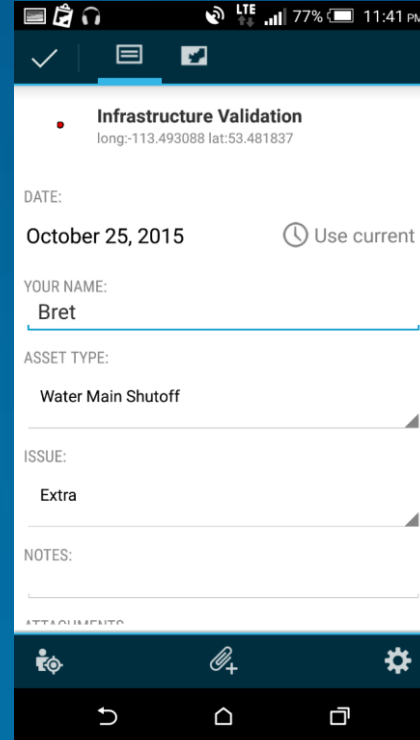 LTE 77% 11:41 PM
Infrastructure Validation
long:-113.493088 lat:53.481837
DATE:
October 25, 2015 Use current
YOUR NAME:
Bret
ASSET TYPE:
Water Main Shutoff
ISSUE:
Extra
NOTES:
ATTACHMENTS